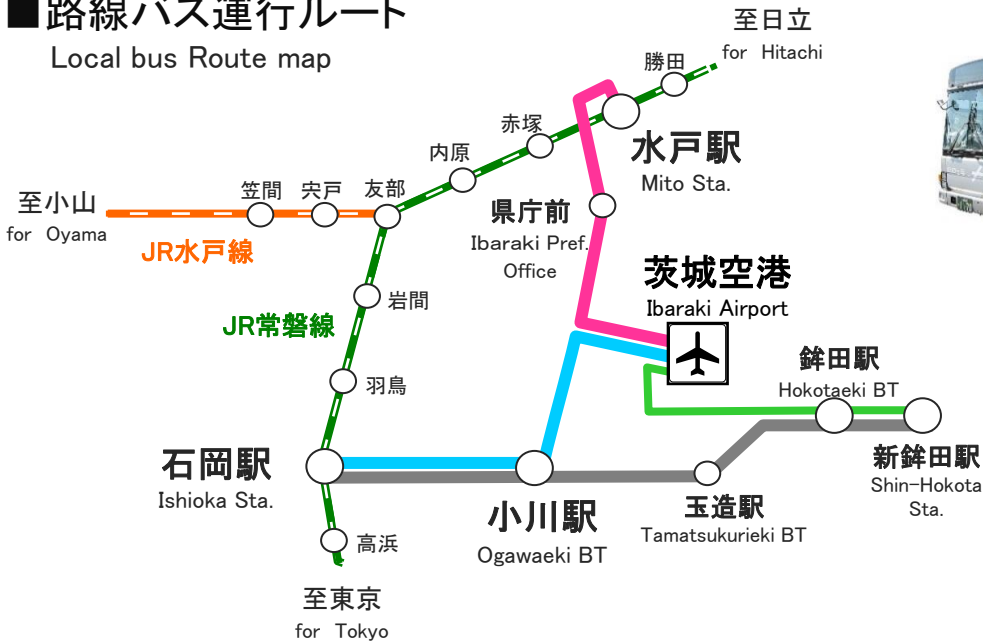 ■路線バス運行ルート
Local bus Route map
至日立
for Hitachi
勝田
水戸駅
Mito Sta.
赤塚
内原
友部
宍戸
笠間
至小山
for Oyama
JR水戸線
県庁前
Ibaraki Pref.
Office
茨城空港
Ibaraki Airport
岩間
JR常磐線
羽鳥
鉾田駅
Hokotaeki BT
新鉾田駅
Shin-Hokota
Sta.
石岡駅
Ishioka Sta.
小川駅
Ogawaeki BT
玉造駅
Tamatsukurieki BT
高浜
至東京
for Tokyo